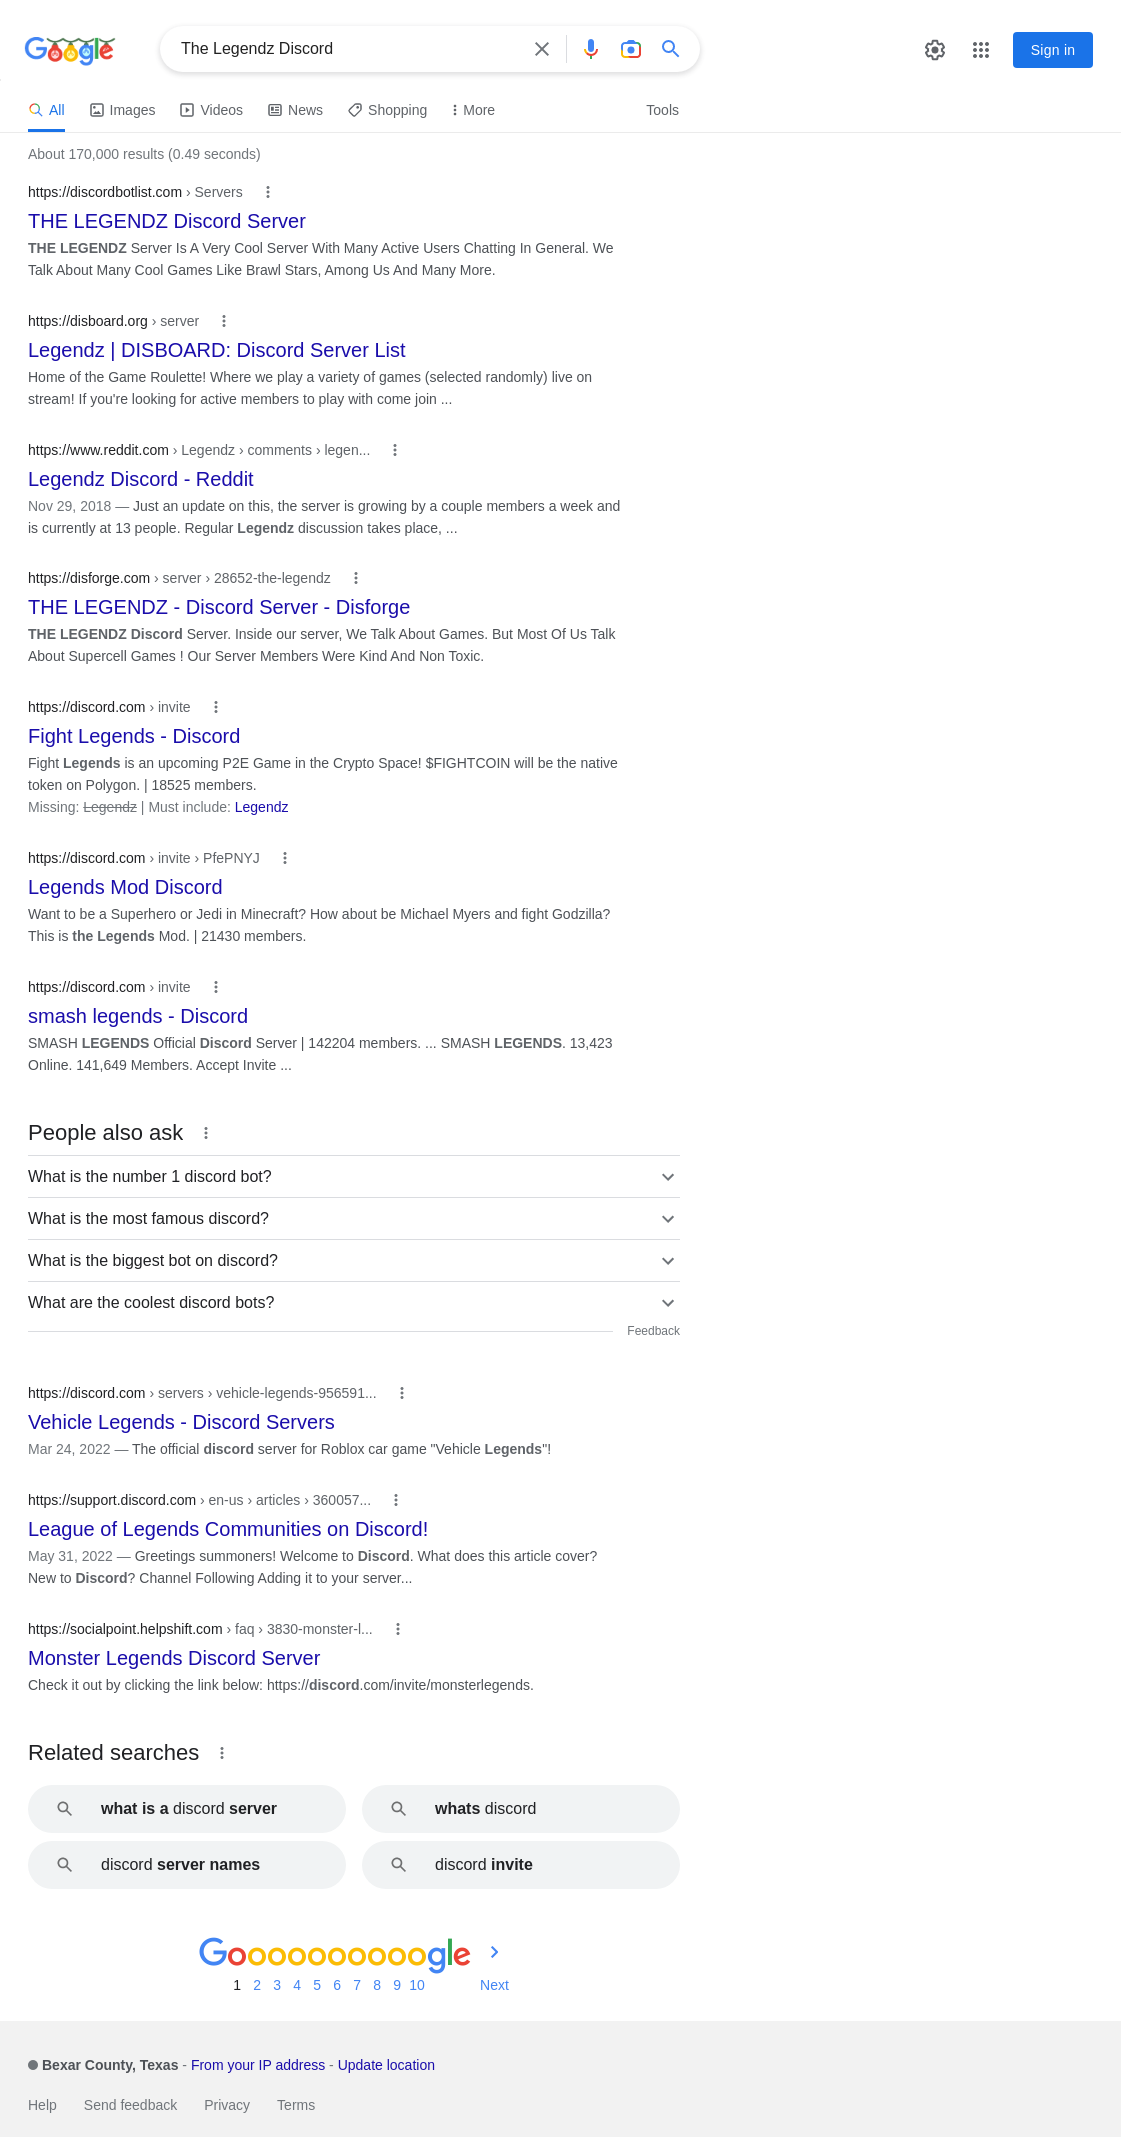 Google
The Legendz Discord
Sign in
All
Images
Videos
News
Shopping
More
Tools
About 170,000 results (0.49 seconds)
https://discordbotlist.com › Servers
THE LEGENDZ Discord Server
THE LEGENDZ Server Is A Very Cool Server With Many Active Users Chatting In General. We
Talk About Many Cool Games Like Brawl Stars, Among Us And Many More.
https://disboard.org › server
Legendz | DISBOARD: Discord Server List
Home of the Game Roulette! Where we play a variety of games (selected randomly) live on
stream! If you're looking for active members to play with come join ...
https://www.reddit.com › Legendz › comments › legen...
Legendz Discord - Reddit
Nov 29, 2018 — Just an update on this, the server is growing by a couple members a week and
is currently at 13 people. Regular Legendz discussion takes place, ...
https://disforge.com › server › 28652-the-legendz
THE LEGENDZ - Discord Server - Disforge
THE LEGENDZ Discord Server. Inside our server, We Talk About Games. But Most Of Us Talk
About Supercell Games ! Our Server Members Were Kind And Non Toxic.
https://discord.com › invite
Fight Legends - Discord
Fight Legends is an upcoming P2E Game in the Crypto Space! $FIGHTCOIN will be the native
token on Polygon. | 18525 members.
Missing: Legendz | Must include: Legendz
https://discord.com › invite › PfePNYJ
Legends Mod Discord
Want to be a Superhero or Jedi in Minecraft? How about be Michael Myers and fight Godzilla?
This is the Legends Mod. | 21430 members.
https://discord.com › invite
smash legends - Discord
SMASH LEGENDS Official Discord Server | 142204 members. ... SMASH LEGENDS. 13,423
Online. 141,649 Members. Accept Invite ...
People also ask
What is the number 1 discord bot?
What is the most famous discord?
What is the biggest bot on discord?
What are the coolest discord bots?
Feedback
https://discord.com › servers › vehicle-legends-956591...
Vehicle Legends - Discord Servers
Mar 24, 2022 — The official discord server for Roblox car game "Vehicle Legends"!
https://support.discord.com › en-us › articles › 360057...
League of Legends Communities on Discord!
May 31, 2022 — Greetings summoners! Welcome to Discord. What does this article cover?
New to Discord? Channel Following Adding it to your server...
https://socialpoint.helpshift.com › faq › 3830-monster-l...
Monster Legends Discord Server
Check it out by clicking the link below: https://discord.com/invite/monsterlegends.
Related searches
what is a discord server
whats discord
discord server names
discord invite
Goooooooooogle
1 2 3 4 5 6 7 8 9 10 Next
Bexar County, Texas - From your IP address - Update location
Help Send feedback Privacy Terms